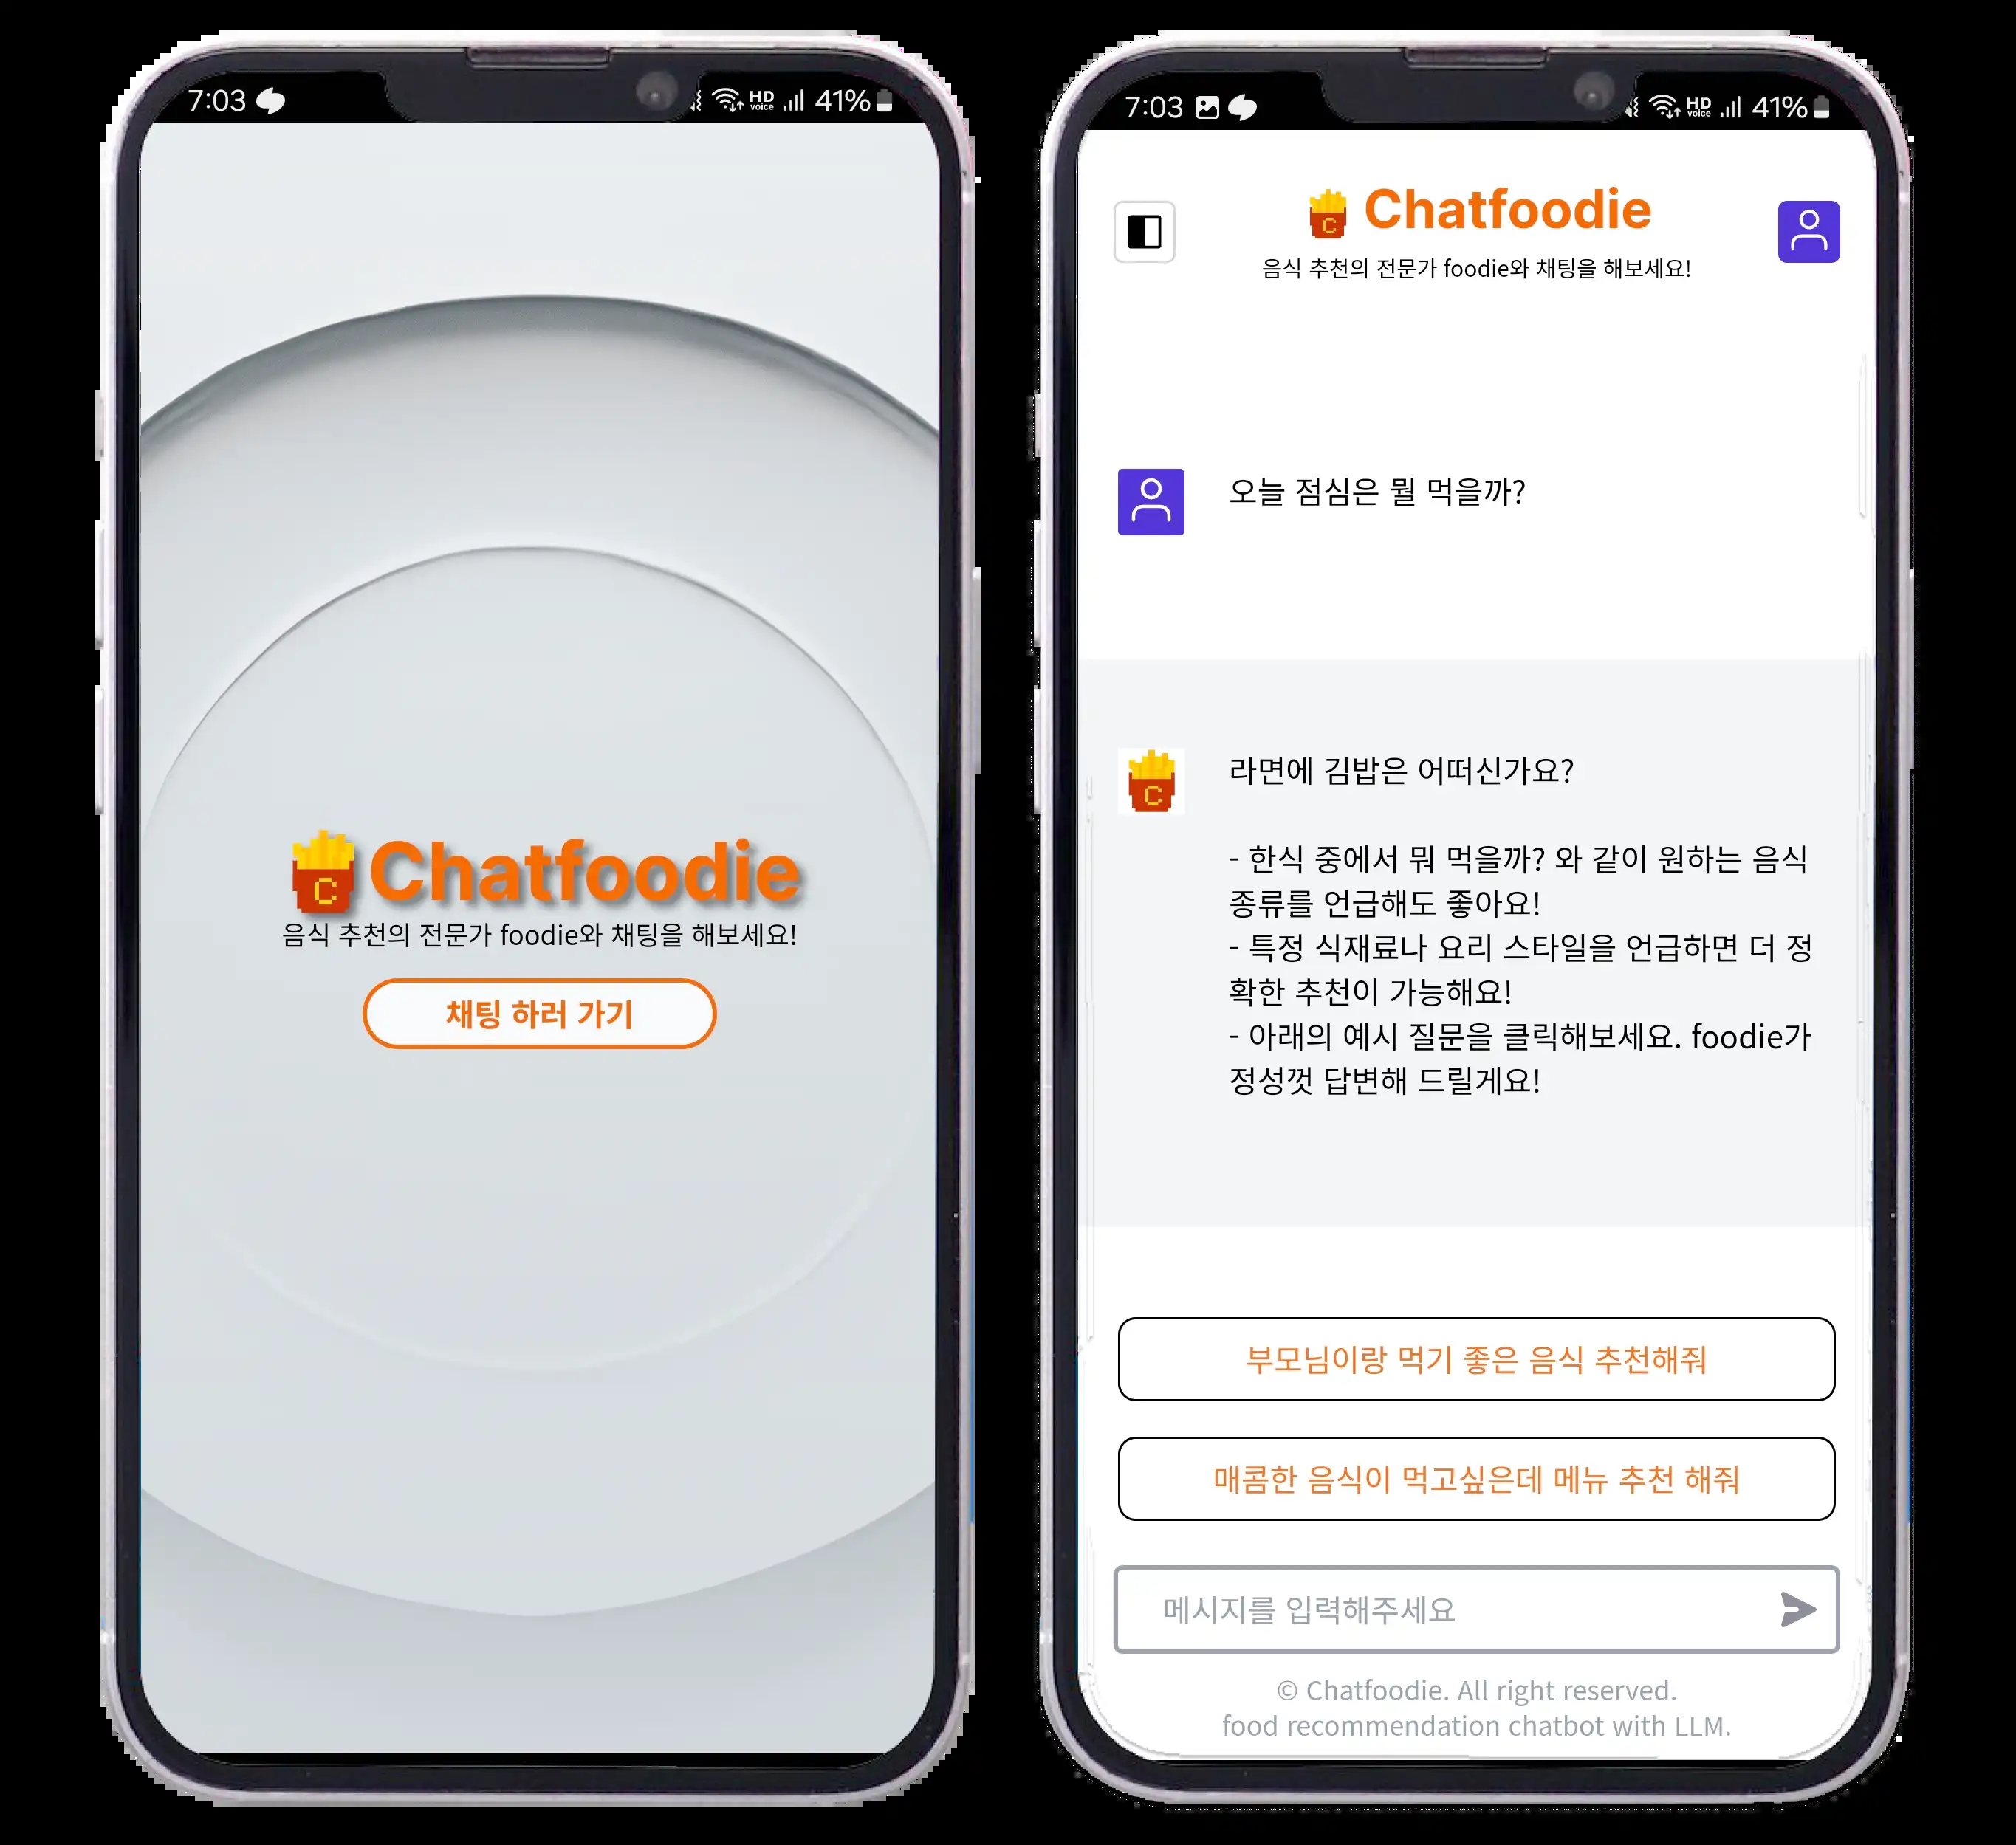 7:03 HD voice 41%
C Chatfoodie
음식 추천의 전문가 foodie와 채팅을 해보세요!
채팅 하러 가기
7:03 HD voice 41%
C Chatfoodie
음식 추천의 전문가 foodie와 채팅을 해보세요!
오늘 점심은 뭘 먹을까?
C
라면에 김밥은 어떠신가요?
- 한식 중에서 뭐 먹을까? 와 같이 원하는 음식
종류를 언급해도 좋아요!
- 특정 식재료나 요리 스타일을 언급하면 더 정
확한 추천이 가능해요!
- 아래의 예시 질문을 클릭해보세요. foodie가
정성껏 답변해 드릴게요!
부모님이랑 먹기 좋은 음식 추천해줘
매콤한 음식이 먹고싶은데 메뉴 추천 해줘
메시지를 입력해주세요
© Chatfoodie. All right reserved.
food recommendation chatbot with LLM.